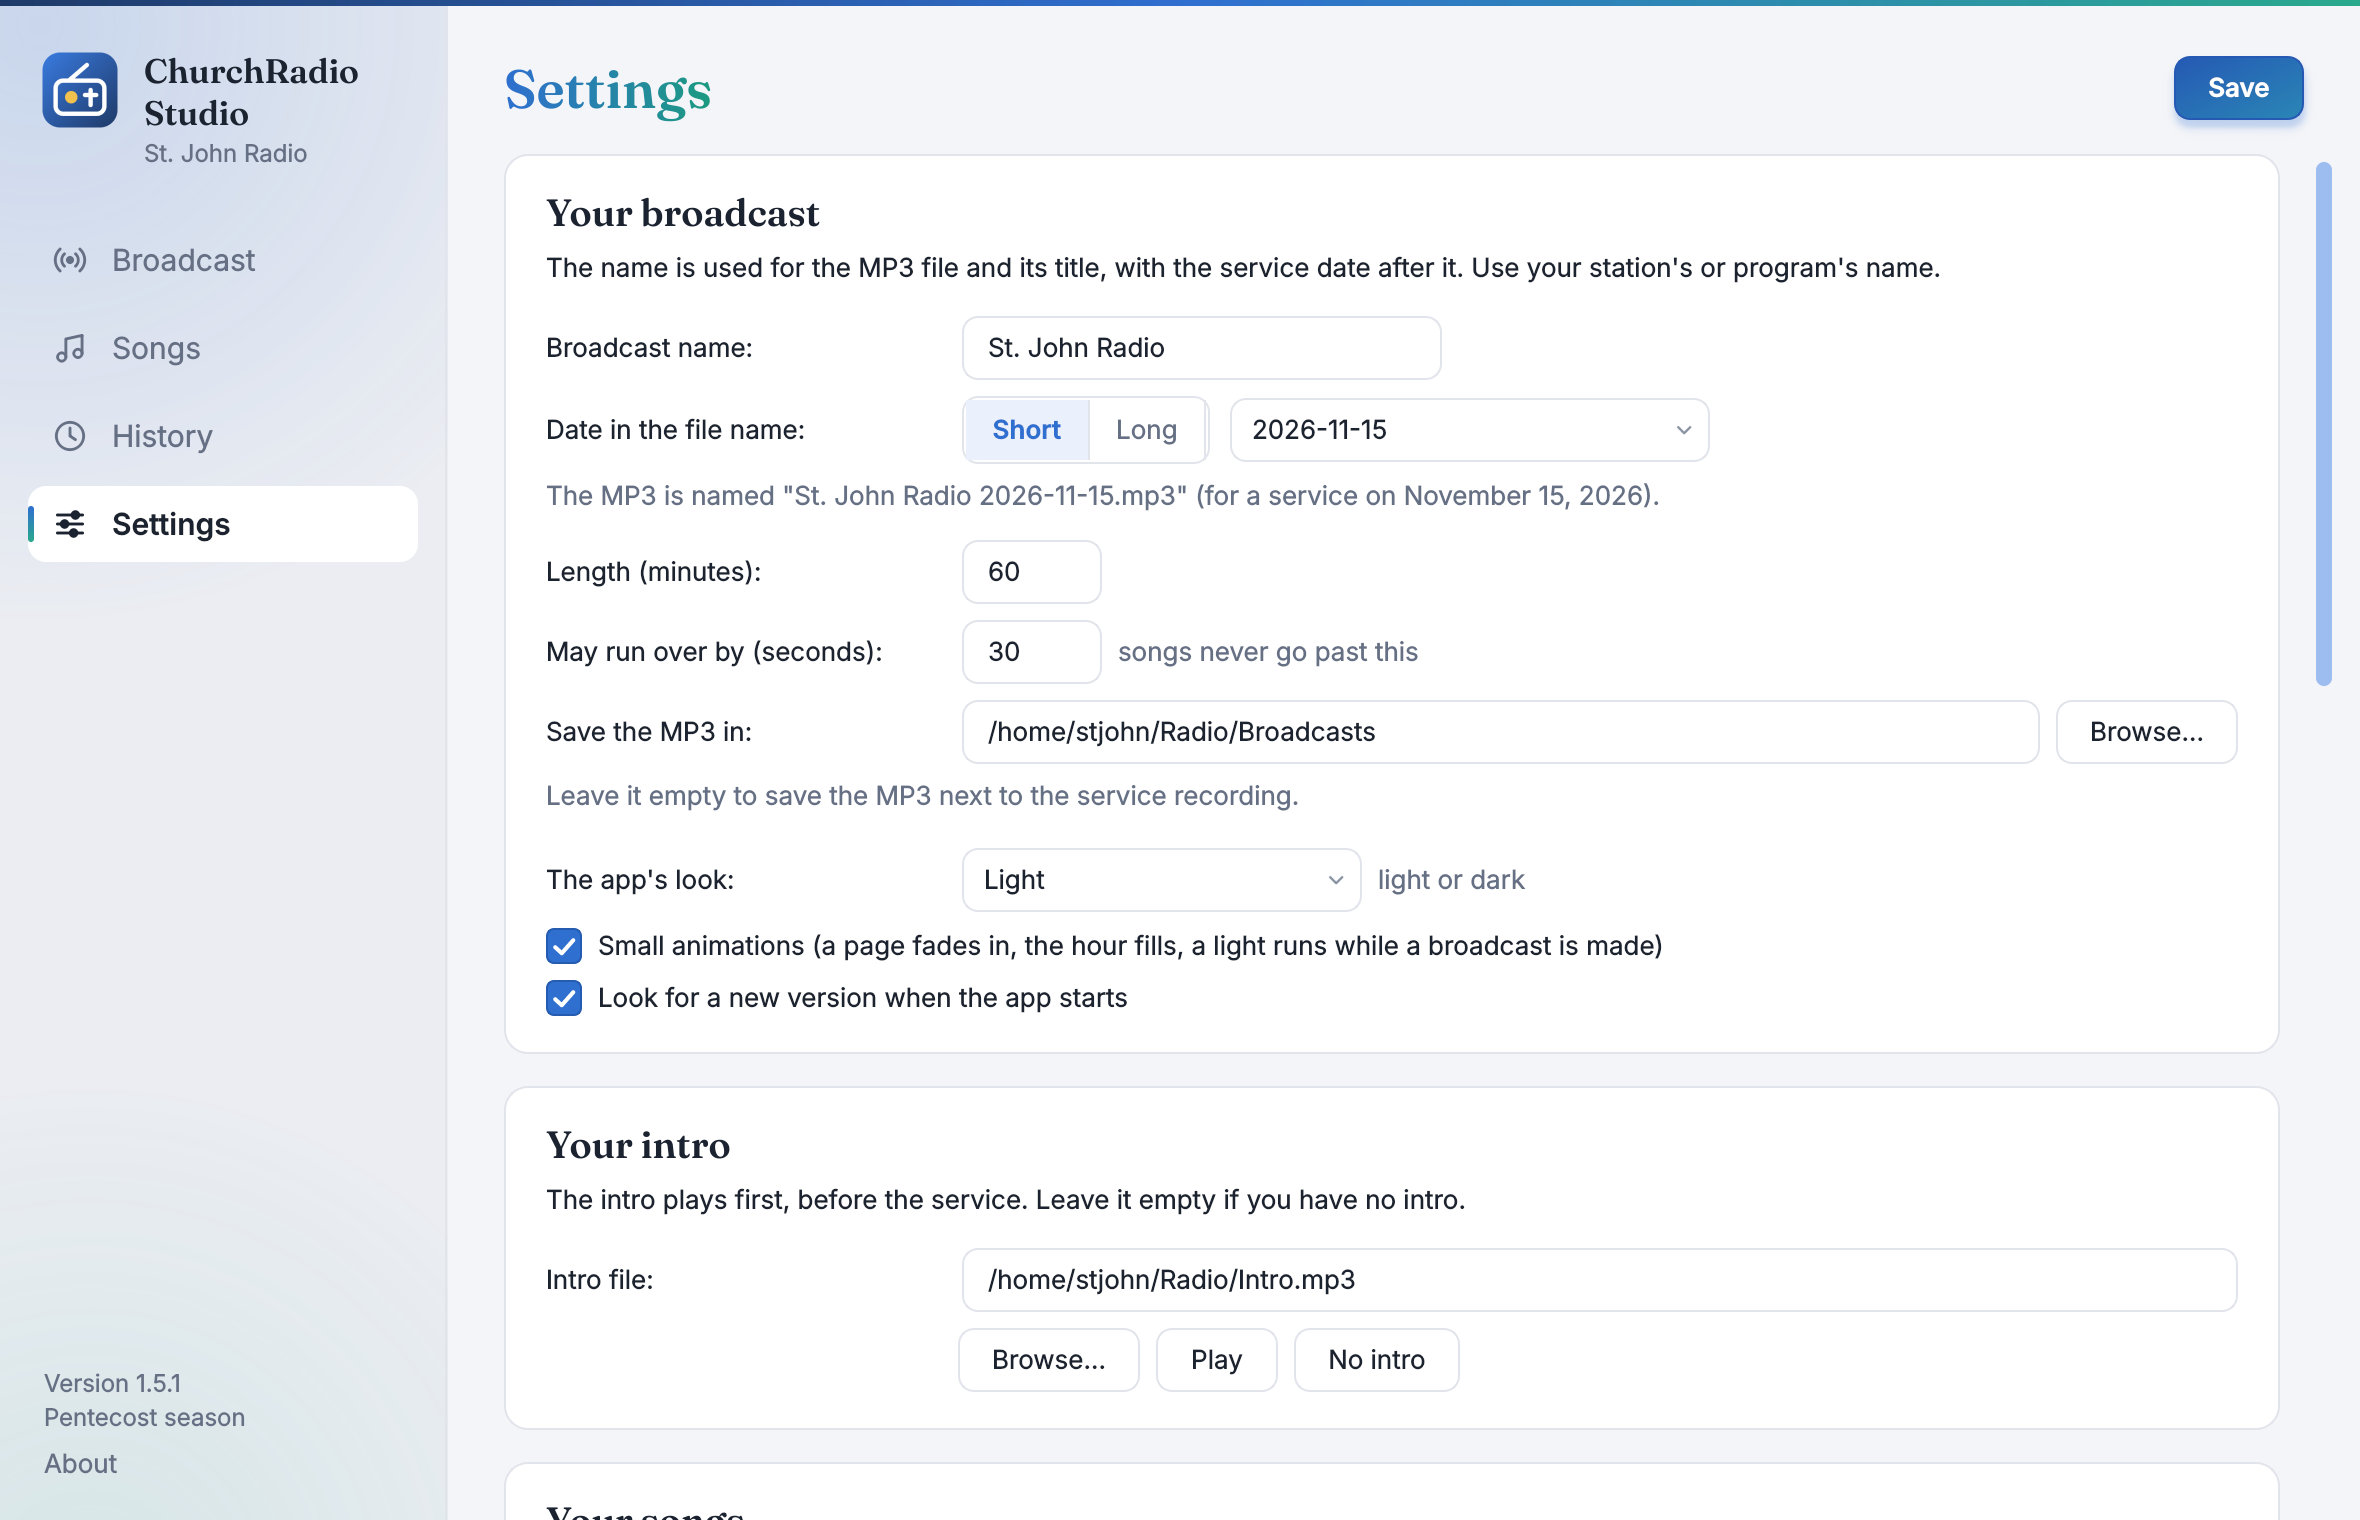 ChurchRadio
Studio
St. John Radio
Broadcast
Songs
History
Settings
Version 1.5.1
Pentecost season
About
Settings
Save
Your broadcast
The name is used for the MP3 file and its title, with the service date after it. Use your station's or program's name.
Broadcast name: St. John Radio
Date in the file name: Short Long 2026-11-15
The MP3 is named "St. John Radio 2026-11-15.mp3" (for a service on November 15, 2026).
Length (minutes): 60
May run over by (seconds): 30 songs never go past this
Save the MP3 in: /home/stjohn/Radio/Broadcasts Browse...
Leave it empty to save the MP3 next to the service recording.
The app's look: Light light or dark
Small animations (a page fades in, the hour fills, a light runs while a broadcast is made)
Look for a new version when the app starts
Your intro
The intro plays first, before the service. Leave it empty if you have no intro.
Intro file: /home/stjohn/Radio/Intro.mp3
Browse... Play No intro
Your songs